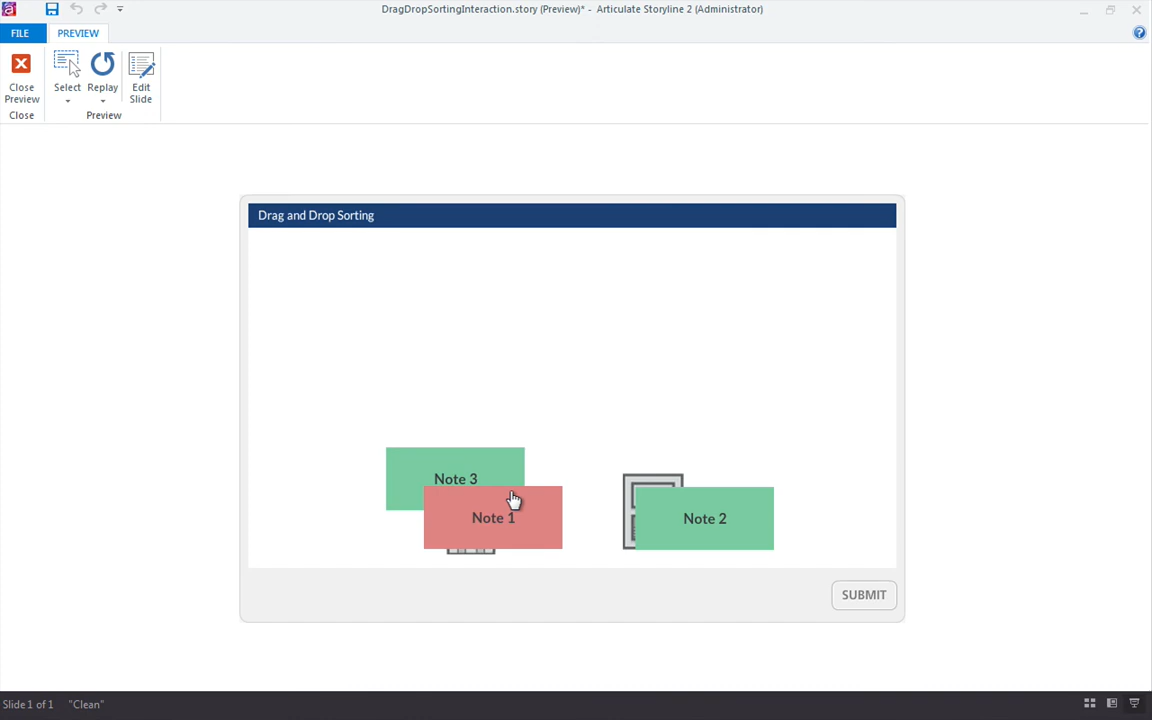 DragDropSortingInteraction.story (Preview)* - Articulate Storyline 2 (Administrator)
FILE PREVIEW
Close Preview
Select
Replay
Edit Slide
Close
Preview
Drag and Drop Sorting
Note 3
Note 1
Note 2
SUBMIT
Slide 1 of 1 "Clean"